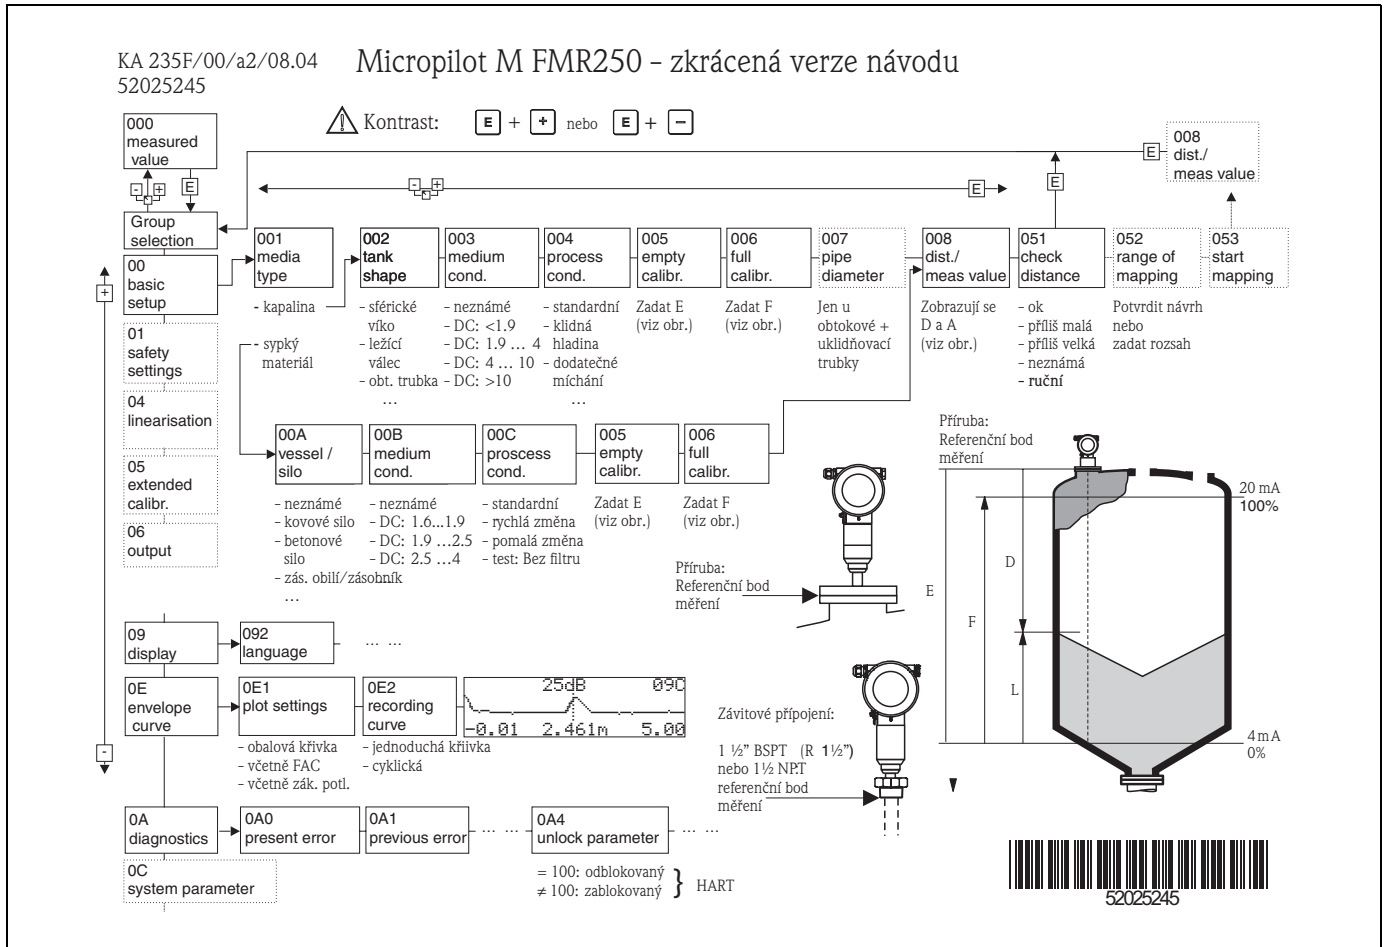 KA 235F/00/a2/08.04
52025245
Micropilot M FMR250 - zkrácená verze návodu
Kontrast: E + + nebo E + −
000
measured
value
- +
E
Group
selection
- +
E
E
E
008
dist./
meas value
00
basic
setup
001
media
type
002
tank
shape
003
medium
cond.
004
process
cond.
005
empty
calibr.
006
full
calibr.
007
pipe
diameter
008
dist./
meas value
051
check
distance
052
range of
mapping
053
start
mapping
+
- kapalina
- sypký
materiál
- sférické
víko
- ležící
válec
- obt. trubka
...
- neznámé
- DC: <1.9
- DC: 1.9 ... 4
- DC: 4 ... 10
- DC: >10
- standardní
- klidná
hladina
- dodatečné
míchání
...
Zadat E
(viz obr.)
Zadat F
(viz obr.)
Jen u
obtokové +
uklidňovací
trubky
Zobrazují se
D a A
(viz obr.)
- ok
- příliš malá
- příliš velká
- neznámá
- ruční
Potvrdit návrh
nebo
zadat rozsah
01
safety
settings
04
linearisation
05
extended
calibr.
06
output
00A
vessel /
silo
00B
medium
cond.
00C
proscess
cond.
005
empty
calibr.
006
full
calibr.
- neznámé
- kovové silo
- betonové
silo
- zás. obilí/zásobník
...
- neznámé
- DC: 1.6...1.9
- DC: 1.9 ...2.5
- DC: 2.5 ...4
- standardní
- rychlá změna
- pomalá změna
- test: Bez filtru
Zadat E
(viz obr.)
Zadat F
(viz obr.)
Příruba:
Referenční bod
měření
Příruba:
Referenční bod
měření
20 mA
100%
D
E
F
L
4 mA
0%
09
display
092
language
... ...
0E
envelope
curve
0E1
plot settings
0E2
recording
curve
25dB 09C
-0.01 2.461m 5.00
- obalová křivka
- včetně FAC
- včetně zák. potl.
- jednoduchá křiivka
- cyklická
-
Závitové přípojení:
1 ½" BSPT (R 1½")
nebo 1½ NPT
referenční bod
měření
0A
diagnostics
0A0
present error
0A1
previous error
... ...
0A4
unlock parameter
... ...
0C
system parameter
= 100: odblokovaný
≠ 100: zablokovaný
} HART
52025245